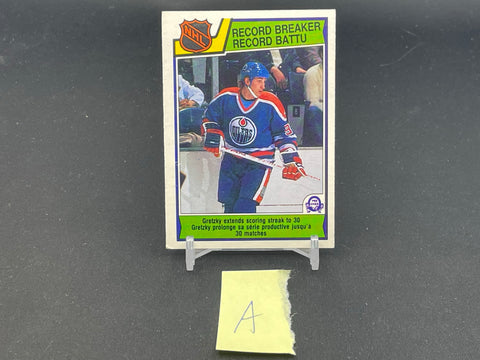 NHL
RECORD BREAKER
RECORD BATTU
OILERS
Gretzky extends scoring streak to 30
Gretzky prolonge sa série productive jusqu'à
30 matches
A